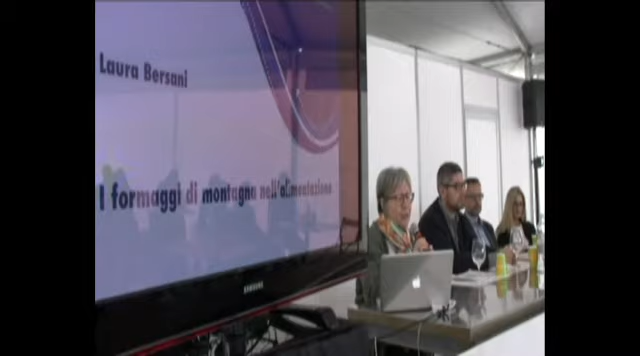 Laura Bersani
I formaggi di montagna nell'alimentazione
SAMSUNG